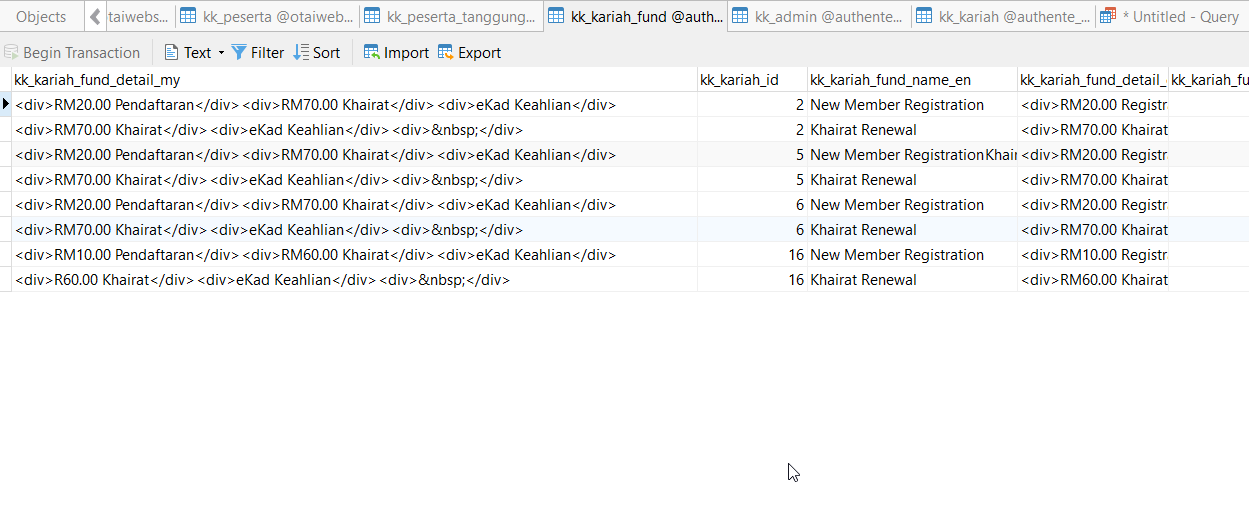 Objects otaiwebs... kk_peserta @otaiweb... kk_peserta_tanggung... kk_kariah_fund @auth... kk_admin @authente... kk_kariah @authente_... * Untitled - Query
Begin Transaction Text Filter Sort Import Export
kk_kariah_fund_detail_my kk_kariah_id kk_kariah_fund_name_en kk_kariah_fund_detail_ kk_kariah_fu
<div>RM20.00 Pendaftaran</div> <div>RM70.00 Khairat</div> <div>eKad Keahlian</div> 2 New Member Registration <div>RM20.00 Registr
<div>RM70.00 Khairat</div> <div>eKad Keahlian</div> <div>&nbsp;</div> 2 Khairat Renewal <div>RM70.00 Khairat
<div>RM20.00 Pendaftaran</div> <div>RM70.00 Khairat</div> <div>eKad Keahlian</div> 5 New Member RegistrationKhair <div>RM20.00 Registr
<div>RM70.00 Khairat</div> <div>eKad Keahlian</div> <div>&nbsp;</div> 5 Khairat Renewal <div>RM70.00 Khairat
<div>RM20.00 Pendaftaran</div> <div>RM70.00 Khairat</div> <div>eKad Keahlian</div> 6 New Member Registration <div>RM20.00 Registr
<div>RM70.00 Khairat</div> <div>eKad Keahlian</div> <div>&nbsp;</div> 6 Khairat Renewal <div>RM70.00 Khairat
<div>RM10.00 Pendaftaran</div> <div>RM60.00 Khairat</div> <div>eKad Keahlian</div> 16 New Member Registration <div>RM10.00 Registr
<div>R60.00 Khairat</div> <div>eKad Keahlian</div> <div>&nbsp;</div> 16 Khairat Renewal <div>RM60.00 Khairat